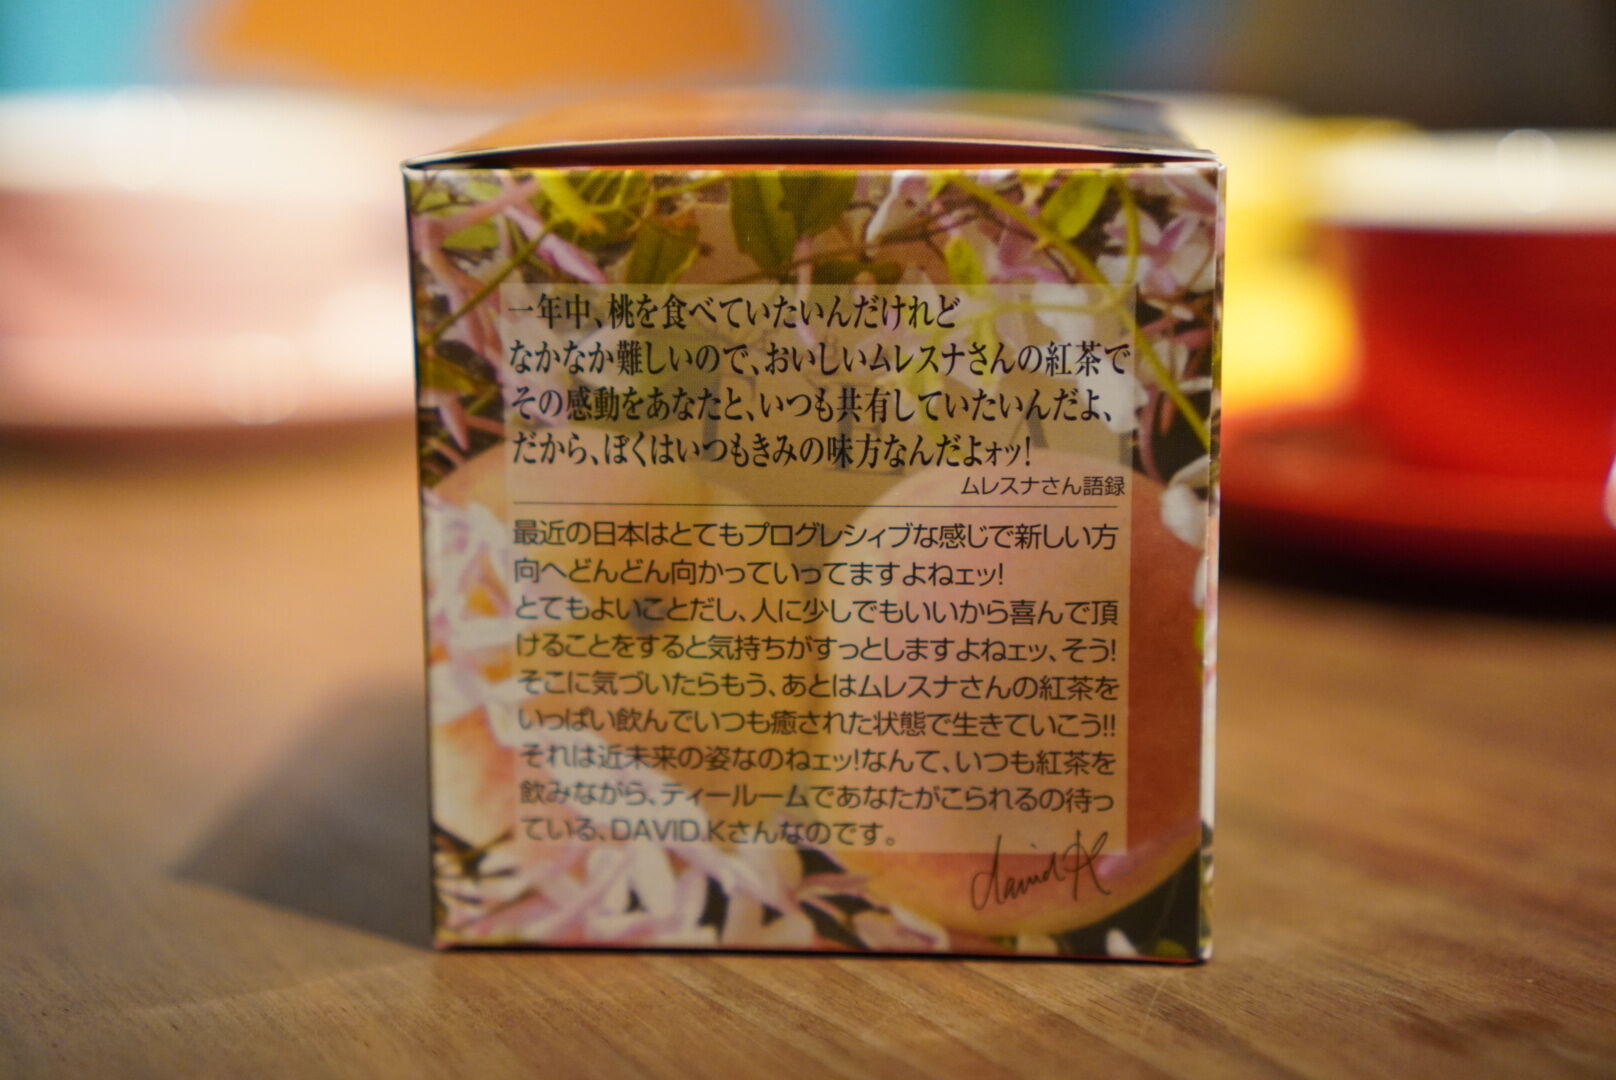 一年中、桃を食べていたいんだけれど
なかなか難しいので、おいしいムレスナさんの紅茶で
その感動をあなたと、いつも共有していたいんだよ、
だから、ぼくはいつもきみの味方なんだよォッ!
ムレスナさん語録
最近の日本はとてもプログレシィブな感じで新しい方
向へどんどん向かっていってますよねェッ!
とてもよいことだし、人に少しでもいいから喜んで頂
けることをすると気持ちがすっとしますよねェッ、そう!
そこに気づいたらもう、あとはムレスナさんの紅茶を
いっぱい飲んでいつも癒された状態で生きていこう!!
それは近未来の姿なのねェッ!なんて、いつも紅茶を
飲みながら、ティールームであなたがこられるの待っ
ている、DAVID.Kさんなのです。
david K